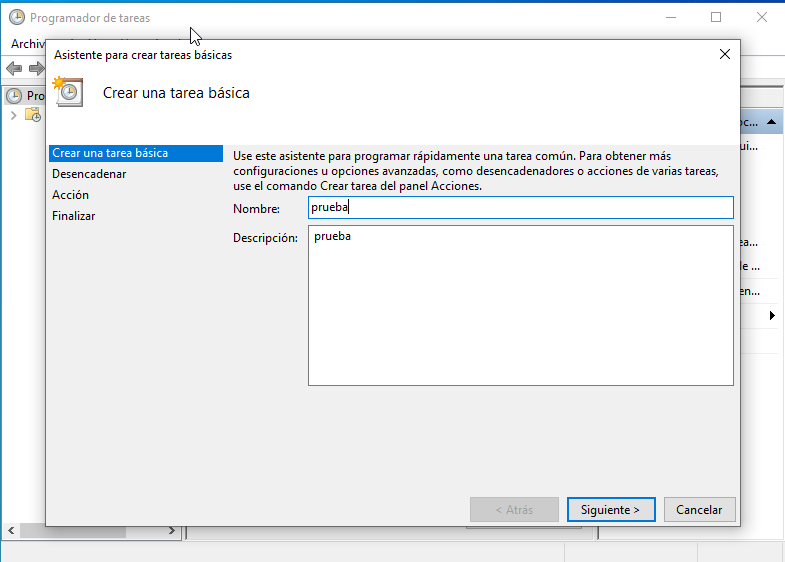 Programador de tareas
Archiv
Asistente para crear tareas básicas
Crear una tarea básica
Pro
Crear una tarea básica
Desencadenar
Acción
Finalizar
Use este asistente para programar rápidamente una tarea común. Para obtener más
configuraciones u opciones avanzadas, como desencadenadores o acciones de varias tareas,
use el comando Crear tarea del panel Acciones.
Nombre: prueba
Descripción: prueba
oc...
ui...
ea...
de ...
en...
< Atrás Siguiente > Cancelar